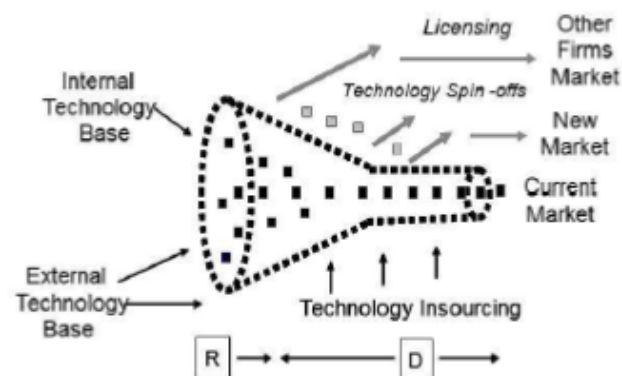 Licensing
Other
Firms
Market
Internal
Technology
Base
Technology Spin -offs
New
Market
Current
Market
External
Technology
Base
Technology Insourcing
R
D